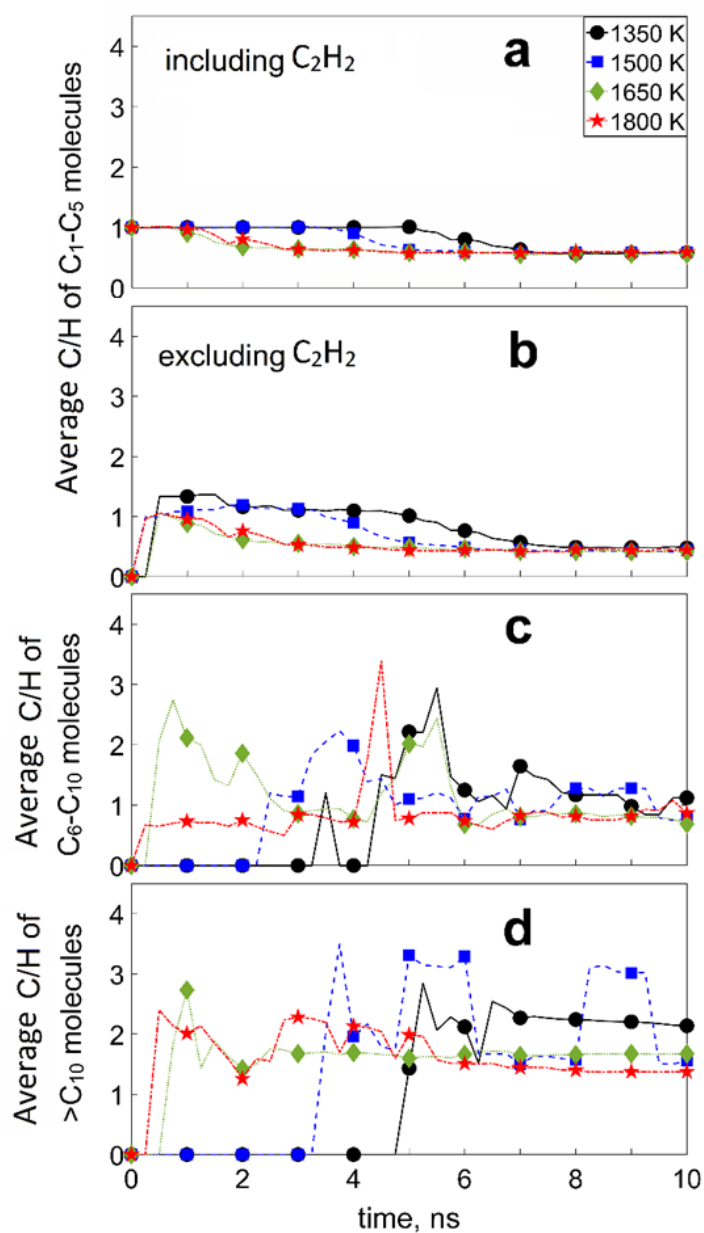 a
including C₂H₂
1350 K
1500 K
1650 K
1800 K
4
3
2
1
0
Average C/H of C₁-C₅ molecules
b
excluding C₂H₂
4
3
2
1
0
c
4
3
2
1
0
Average C/H of
C₆-C₁₀ molecules
d
4
3
2
1
0
Average C/H of
>C₁₀ molecules
0 2 4 6 8 10
time, ns